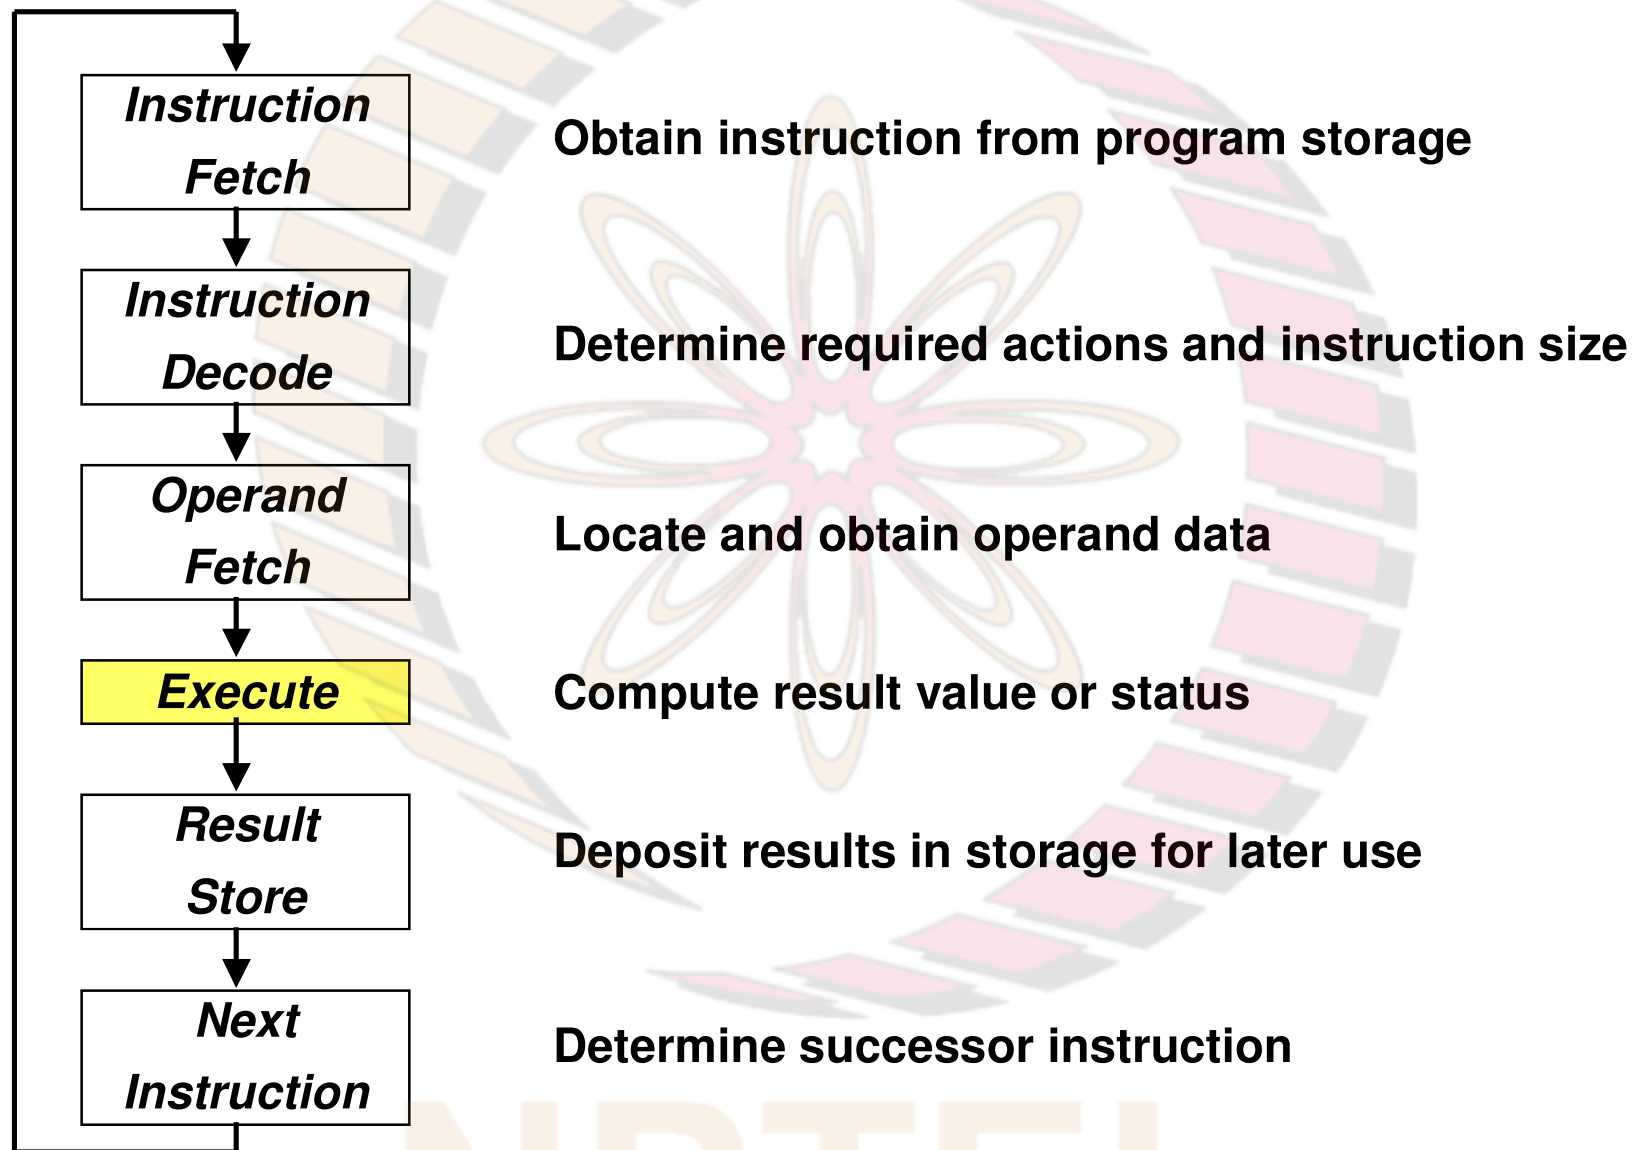 Instruction
Fetch
Obtain instruction from program storage
Instruction
Decode
Determine required actions and instruction size
Operand
Fetch
Locate and obtain operand data
Execute
Compute result value or status
Result
Store
Deposit results in storage for later use
Next
Instruction
Determine successor instruction
NPTEL